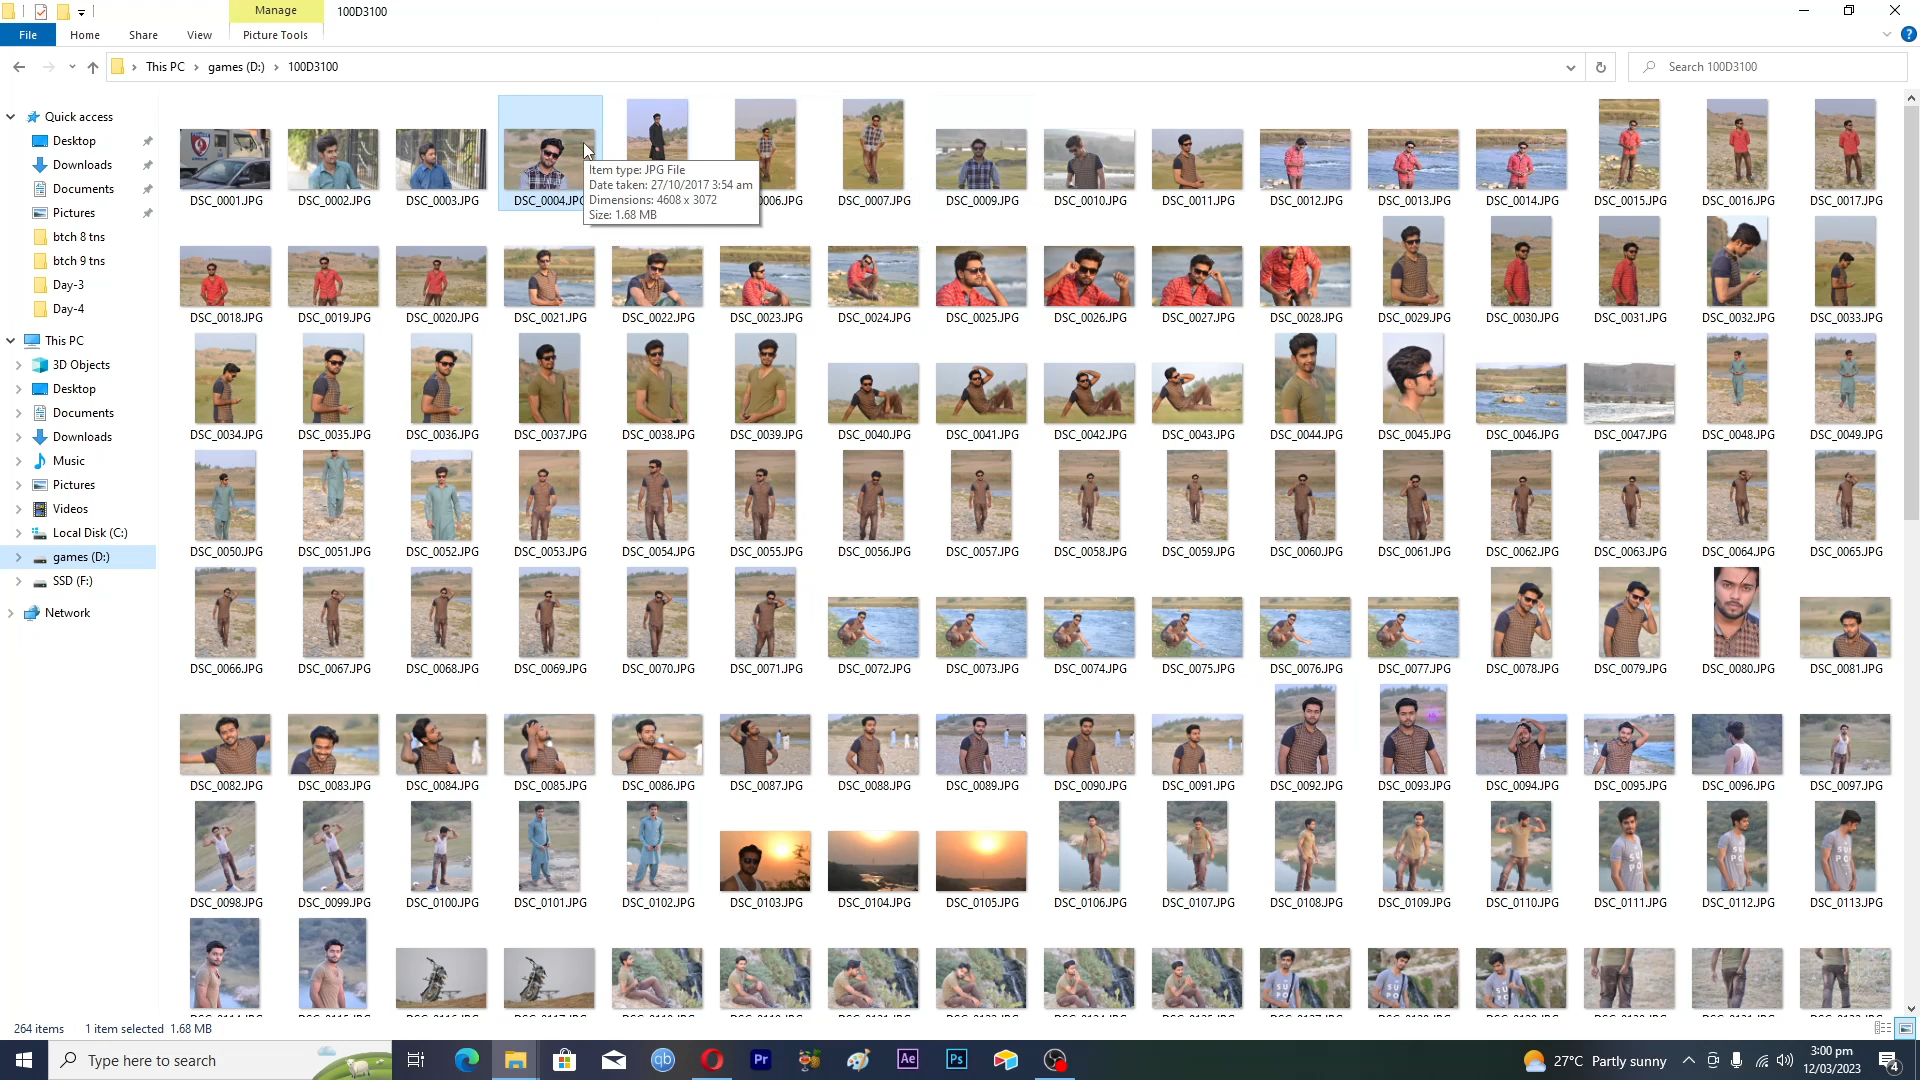 Manage
100D3100
File
Home
Share
View
Picture Tools
This PC
games (D:)
100D3100
Search 100D3100
Quick access
Desktop
Downloads
Documents
Pictures
btch 8 tns
btch 9 tns
Day-3
Day-4
This PC
3D Objects
Desktop
Documents
Downloads
Music
Pictures
Videos
Local Disk (C:)
games (D:)
SSD (F:)
Network
DSC_0001.JPG
DSC_0002.JPG
DSC_0003.JPG
DSC_0004.JPG
0006.JPG
DSC_0007.JPG
DSC_0009.JPG
DSC_0010.JPG
DSC_0011.JPG
DSC_0012.JPG
DSC_0013.JPG
DSC_0014.JPG
DSC_0015.JPG
DSC_0016.JPG
DSC_0017.JPG
Item type: JPG File
Date taken: 27/10/2017 3:54 am
Dimensions: 4608 x 3072
Size: 1.68 MB
DSC_0018.JPG
DSC_0019.JPG
DSC_0020.JPG
DSC_0021.JPG
DSC_0022.JPG
DSC_0023.JPG
DSC_0024.JPG
DSC_0025.JPG
DSC_0026.JPG
DSC_0027.JPG
DSC_0028.JPG
DSC_0029.JPG
DSC_0030.JPG
DSC_0031.JPG
DSC_0032.JPG
DSC_0033.JPG
DSC_0034.JPG
DSC_0035.JPG
DSC_0036.JPG
DSC_0037.JPG
DSC_0038.JPG
DSC_0039.JPG
DSC_0040.JPG
DSC_0041.JPG
DSC_0042.JPG
DSC_0043.JPG
DSC_0044.JPG
DSC_0045.JPG
DSC_0046.JPG
DSC_0047.JPG
DSC_0048.JPG
DSC_0049.JPG
DSC_0050.JPG
DSC_0051.JPG
DSC_0052.JPG
DSC_0053.JPG
DSC_0054.JPG
DSC_0055.JPG
DSC_0056.JPG
DSC_0057.JPG
DSC_0058.JPG
DSC_0059.JPG
DSC_0060.JPG
DSC_0061.JPG
DSC_0062.JPG
DSC_0063.JPG
DSC_0064.JPG
DSC_0065.JPG
DSC_0066.JPG
DSC_0067.JPG
DSC_0068.JPG
DSC_0069.JPG
DSC_0070.JPG
DSC_0071.JPG
DSC_0072.JPG
DSC_0073.JPG
DSC_0074.JPG
DSC_0075.JPG
DSC_0076.JPG
DSC_0077.JPG
DSC_0078.JPG
DSC_0079.JPG
DSC_0080.JPG
DSC_0081.JPG
DSC_0082.JPG
DSC_0083.JPG
DSC_0084.JPG
DSC_0085.JPG
DSC_0086.JPG
DSC_0087.JPG
DSC_0088.JPG
DSC_0089.JPG
DSC_0090.JPG
DSC_0091.JPG
DSC_0092.JPG
DSC_0093.JPG
DSC_0094.JPG
DSC_0095.JPG
DSC_0096.JPG
DSC_0097.JPG
DSC_0098.JPG
DSC_0099.JPG
DSC_0100.JPG
DSC_0101.JPG
DSC_0102.JPG
DSC_0103.JPG
DSC_0104.JPG
DSC_0105.JPG
DSC_0106.JPG
DSC_0107.JPG
DSC_0108.JPG
DSC_0109.JPG
DSC_0110.JPG
DSC_0111.JPG
DSC_0112.JPG
DSC_0113.JPG
264 items
1 item selected 1.68 MB
Type here to search
qb
Pr
Ae
Ps
27°C Partly sunny
3:00 pm
12/03/2023
4